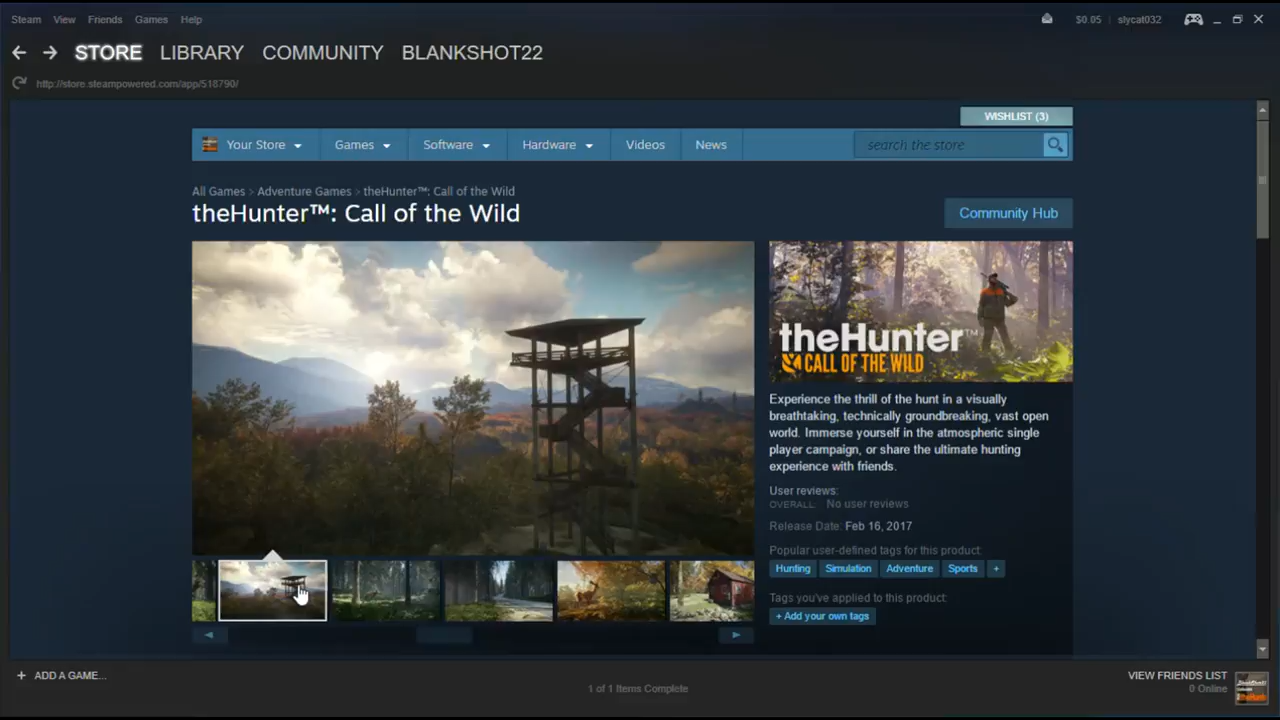 Steam View Friends Games Help
$0.05 slycat032
STORE LIBRARY COMMUNITY BLANKSHOT22
http://store.steampowered.com/app/518790/
WISHLIST (3)
Your Store Games Software Hardware Videos News
search the store
All Games > Adventure Games > theHunter™: Call of the Wild
theHunter™: Call of the Wild
Community Hub
theHunter™
CALL OF THE WILD
Experience the thrill of the hunt in a visually
breathtaking, technically groundbreaking, vast open
world. Immerse yourself in the atmospheric single
player campaign, or share the ultimate hunting
experience with friends.
User reviews:
OVERALL: No user reviews
Release Date: Feb 16, 2017
Popular user-defined tags for this product:
Hunting Simulation Adventure Sports +
Tags you've applied to this product:
+ Add your own tags
+ ADD A GAME...
1 of 1 Items Complete
VIEW FRIENDS LIST
0 Online